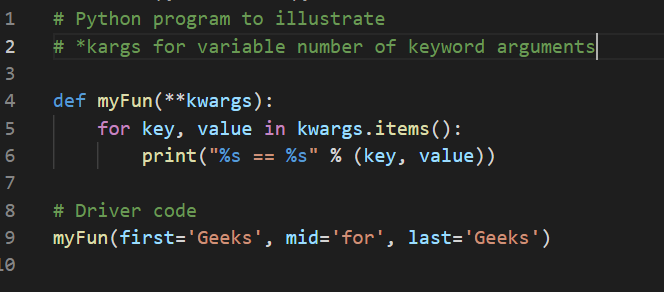 1 # Python program to illustrate
2 # *kargs for variable number of keyword arguments
3
4 def myFun(**kwargs):
5     for key, value in kwargs.items():
6         print("%s == %s" % (key, value))
7
8 # Driver code
9 myFun(first='Geeks', mid='for', last='Geeks')
10